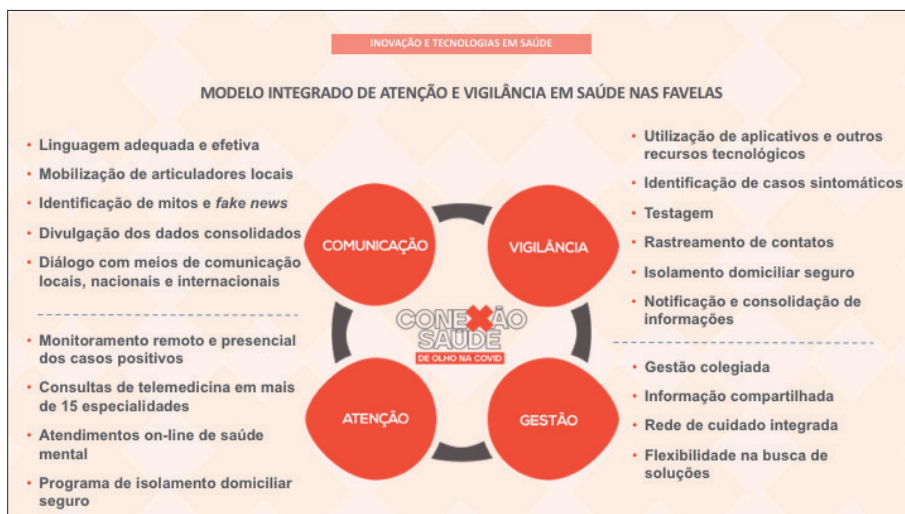 INOVAÇÃO E TECNOLOGIAS EM SAÚDE
MODELO INTEGRADO DE ATENÇÃO E VIGILÂNCIA EM SAÚDE NAS FAVELAS
• Linguagem adequada e efetiva
• Mobilização de articuladores locais
• Identificação de mitos e fake news
• Divulgação dos dados consolidados
• Diálogo com meios de comunicação
locais, nacionais e internacionais
• Monitoramento remoto e presencial
dos casos positivos
• Consultas de telemedicina em mais
de 15 especialidades
• Atendimentos on-line de saúde
mental
• Programa de isolamento domiciliar
seguro
COMUNICAÇÃO
VIGILÂNCIA
CONEXÃO
SAÚDE
DE OLHO NA COVID
ATENÇÃO
GESTÃO
• Utilização de aplicativos e outros
recursos tecnológicos
• Identificação de casos sintomáticos
• Testagem
• Rastreamento de contatos
• Isolamento domiciliar seguro
• Notificação e consolidação de
informações
• Gestão colegiada
• Informação compartilhada
• Rede de cuidado integrada
• Flexibilidade na busca de
soluções